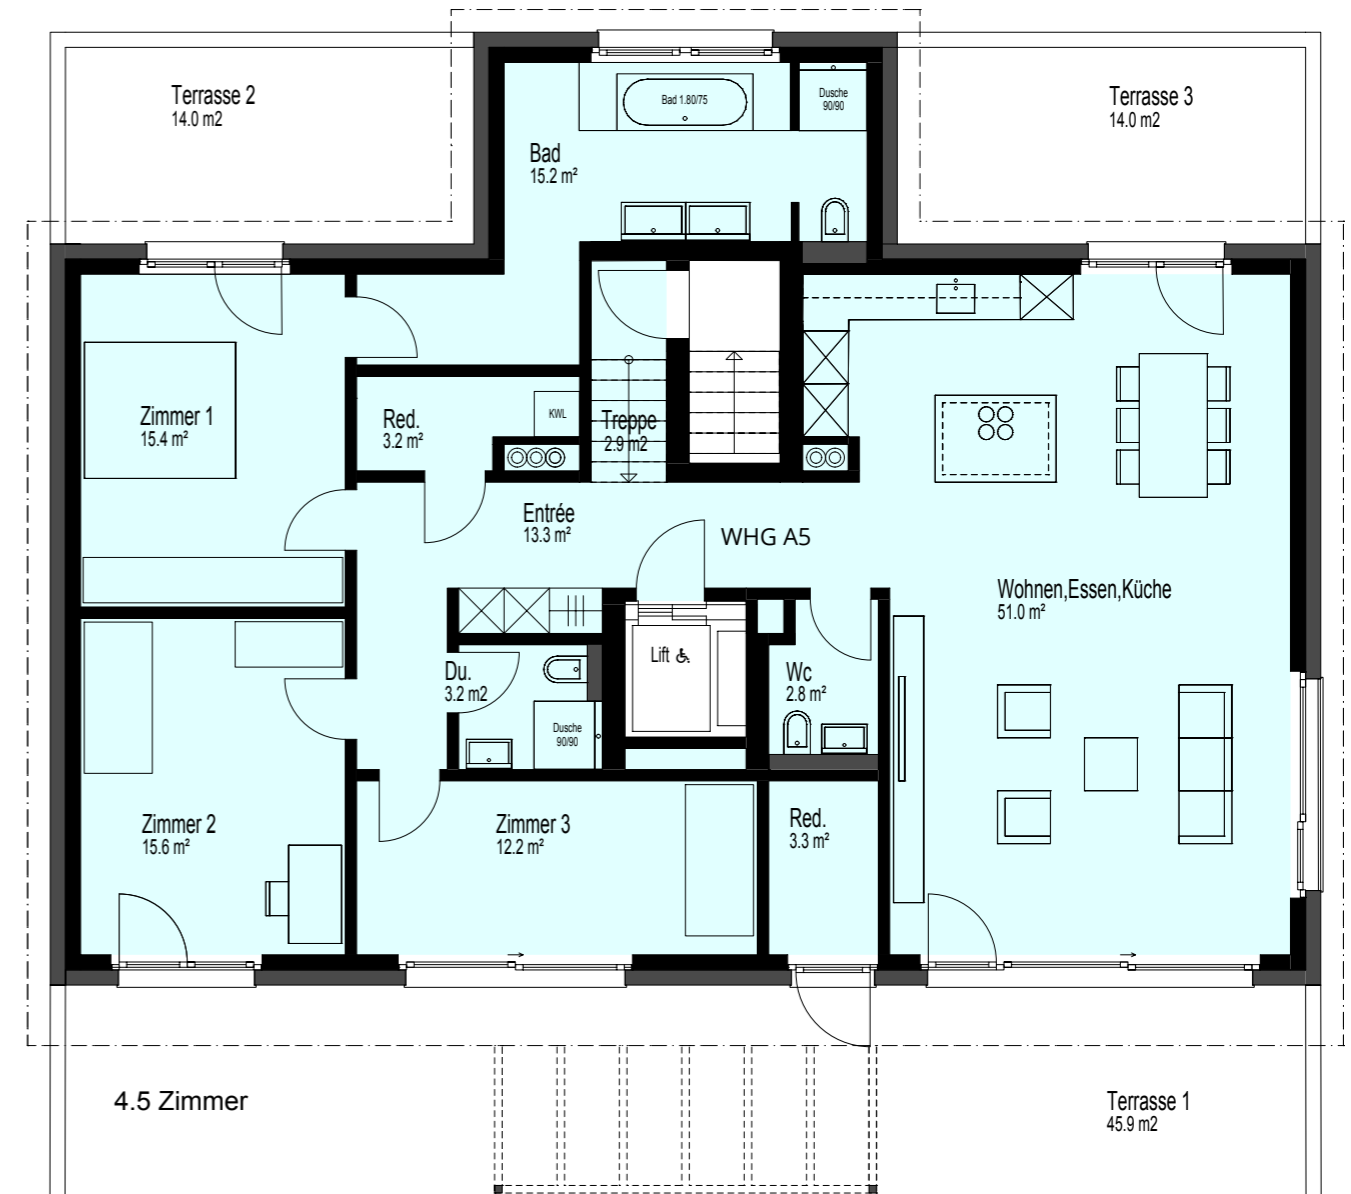 Terrasse 2
14.0 m2
Terrasse 3
14.0 m2
Bad 1.80/75
Dusche
90/90
Bad
15.2 m²
Zimmer 1
15.4 m²
Red.
3.2 m²
KWL
Treppe
2.9 m2
Entrée
13.3 m²
WHG A5
Wohnen,Essen,Küche
51.0 m²
Lift
Du.
3.2 m2
Wc
2.8 m²
Dusche
90/90
Zimmer 2
15.6 m²
Zimmer 3
12.2 m²
Red.
3.3 m²
4.5 Zimmer
Terrasse 1
45.9 m2